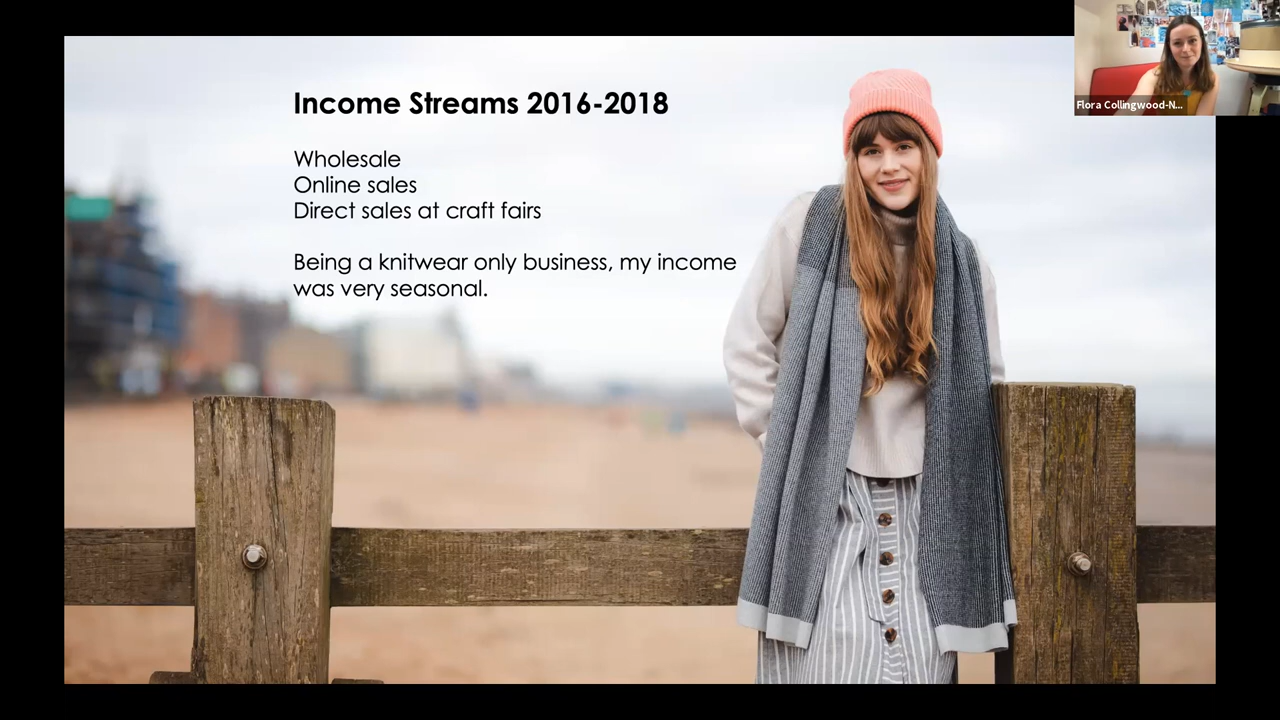 Income Streams 2016-2018
Wholesale
Online sales
Direct sales at craft fairs
Being a knitwear only business, my income
was very seasonal.
Flora Collingwood-N...